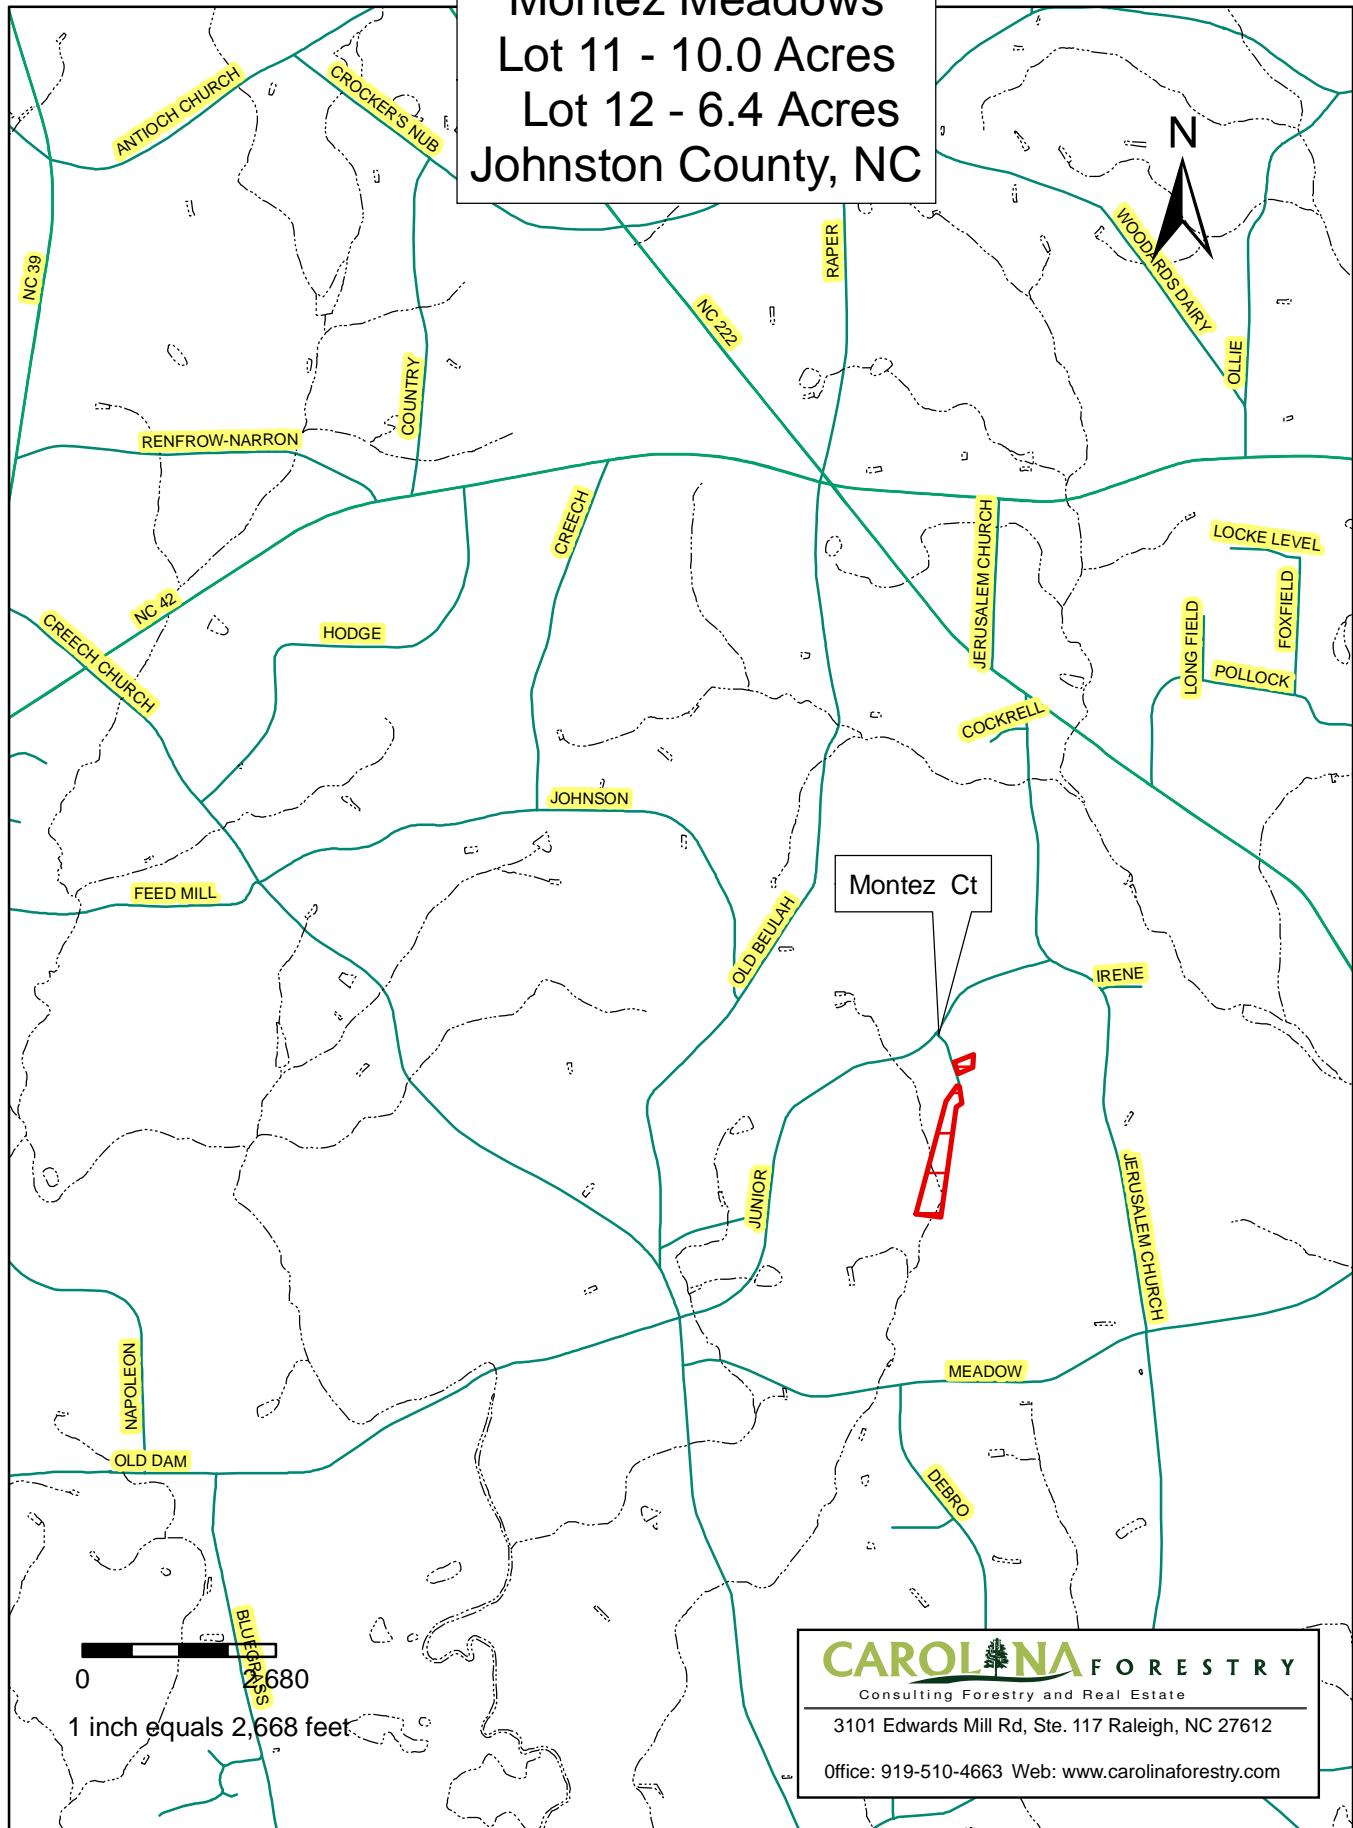 Montez Meadows
Lot 11 - 10.0 Acres
Lot 12 - 6.4 Acres
Johnston County, NC
N
ANTIOCH CHURCH
CROCKER'S NUB
WOODARDS DAIRY
RAPER
NC 39
NC 222
OLLIE
COUNTRY
RENFROW-NARRON
CREECH
JERUSALEM CHURCH
LOCKE LEVEL
FOXFIELD
NC 42
CREECH CHURCH
HODGE
LONG FIELD
POLLOCK
COCKRELL
JOHNSON
FEED MILL
Montez Ct
OLD BEULAH
IRENE
JUNIOR
JERUSALEM CHURCH
NAPOLEON
MEADOW
OLD DAM
DEBRO
BLUEGRASS
0 2,680
1 inch equals 2,668 feet
CAROLINA FORESTRY
Consulting Forestry and Real Estate
3101 Edwards Mill Rd, Ste. 117 Raleigh, NC 27612
Office: 919-510-4663 Web: www.carolinaforestry.com